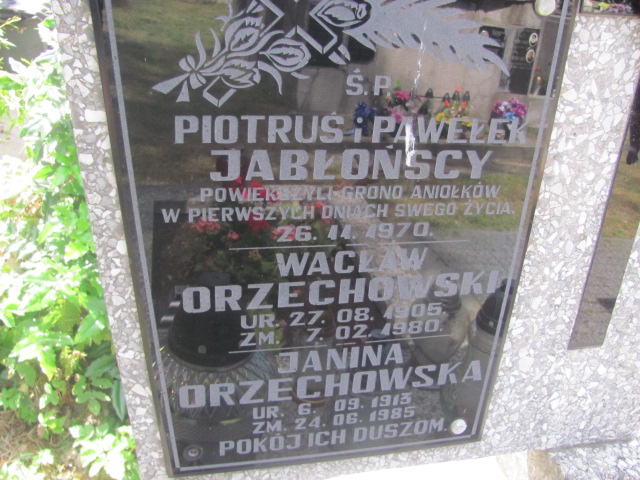 Ś.P.
PIOTRUŚ i PAWEŁEK
JABŁOŃSCY
POWIĘKSZYLI GRONO ANIOŁKÓW
W PIERWSZYCH DNIACH SWEGO ŻYCIA.
26. 11. 1970.
WACŁAW
ORZECHOWSKI
UR. 27. 08. 1905.
ZM. 7. 02. 1980.
JANINA
ORZECHOWSKA
UR. 6. 09. 1913
ZM. 24. 06. 1985
POKÓJ ICH DUSZOM.